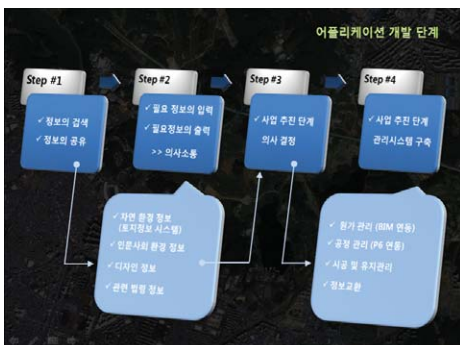 어플리케이션 개발 단계
Step #1
Step #2
Step #3
Step #4
✓정보의 검색
✓정보의 공유
✓필요 정보의 입력
✓필요정보의 출력
>> 의사소통
✓사업 추진 단계
의사 결정
✓사업 추진 단계
관리시스템 구축
✓자연 환경 정보
(토지정보 시스템)
✓인문사회 환경 정보
✓디자인 정보
✓관련 법령 정보
✓원가 관리 (BIM 연동)
✓공정 관리 (P6 연동)
✓시공 및 유지관리
✓정보교환